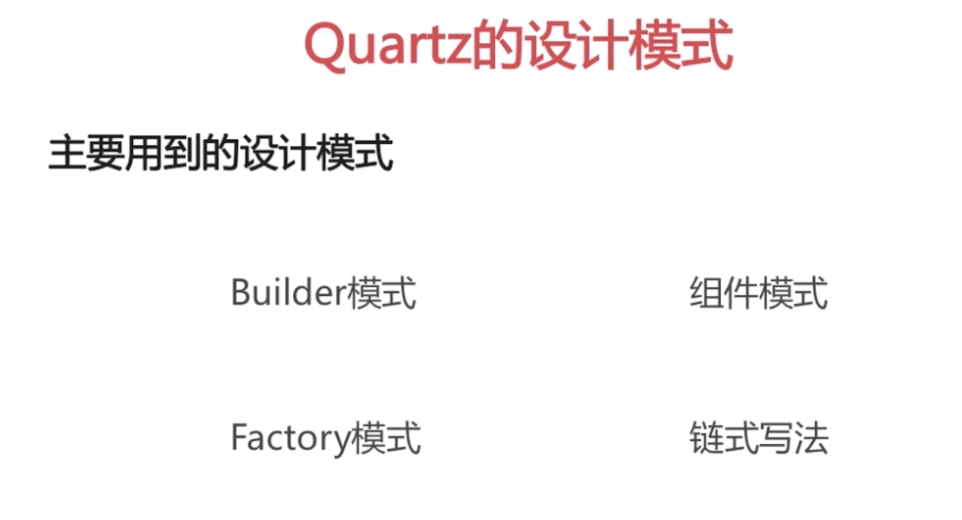 Quartz的设计模式
主要用到的设计模式
Builder模式 组件模式
Factory模式 链式写法